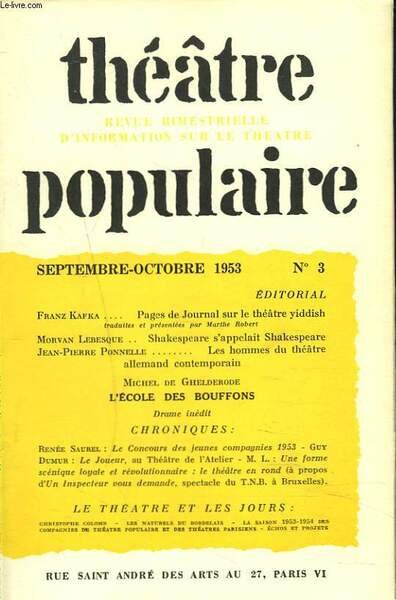 Le-livre.com
théâtre
REVUE BIMESTRIELLE
D'INFORMATION SUR LE THEATRE
populaire
SEPTEMBRE-OCTOBRE 1953 N° 3
ÉDITORIAL
FRANZ KAFKA .... Pages de Journal sur le théâtre yiddish
traduites et présentées par Marthe Robert
MORVAN LEBESQUE .. Shakespeare s'appelait Shakespeare
JEAN-PIERRE PONNELLE ........ Les hommes du théâtre
allemand contemporain
MICHEL DE GHELDERODE
L'ÉCOLE DES BOUFFONS
Drame inédit
CHRONIQUES :
RENÉE SAUREL : Le Concours des jeunes compagnies 1953 - GUY
DUMUR : Le Joueur, au Théâtre de l'Atelier - M. L. : Une forme
scénique loyale et révolutionnaire : le théâtre en rond (à propos
d'Un Inspecteur vous demande, spectacle du T.N.B. à Bruxelles).
LE THÉATRE ET LES JOURS :
CHRISTOPHE COLOMB - LES NATURELS DU BORDELAIS - LA SAISON 1953-1954 DES
COMPAGNIES DE THÉATRE POPULAIRE ET DES THÉATRES PARISIENS - ÉCHOS ET PROJETS
RUE SAINT ANDRÉ DES ARTS AU 27, PARIS VI